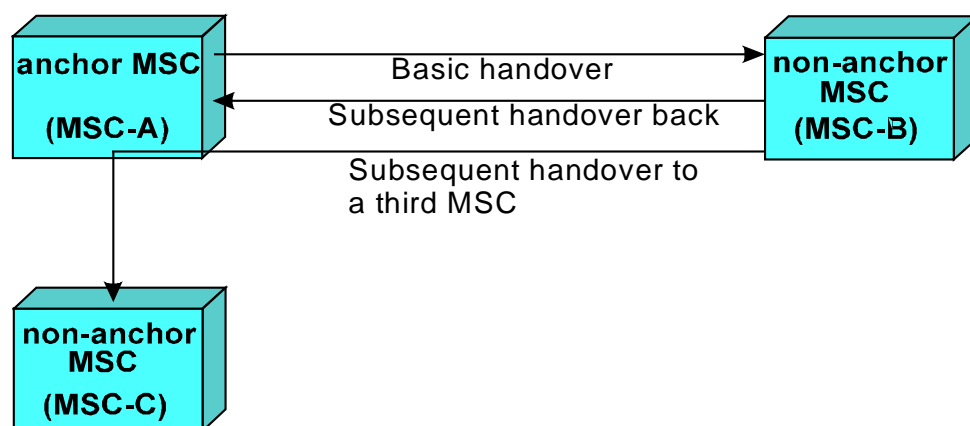 anchor MSC
(MSC-A)
Basic handover
Subsequent handover back
Subsequent handover to
a third MSC
non-anchor
MSC
(MSC-B)
non-anchor
MSC
(MSC-C)